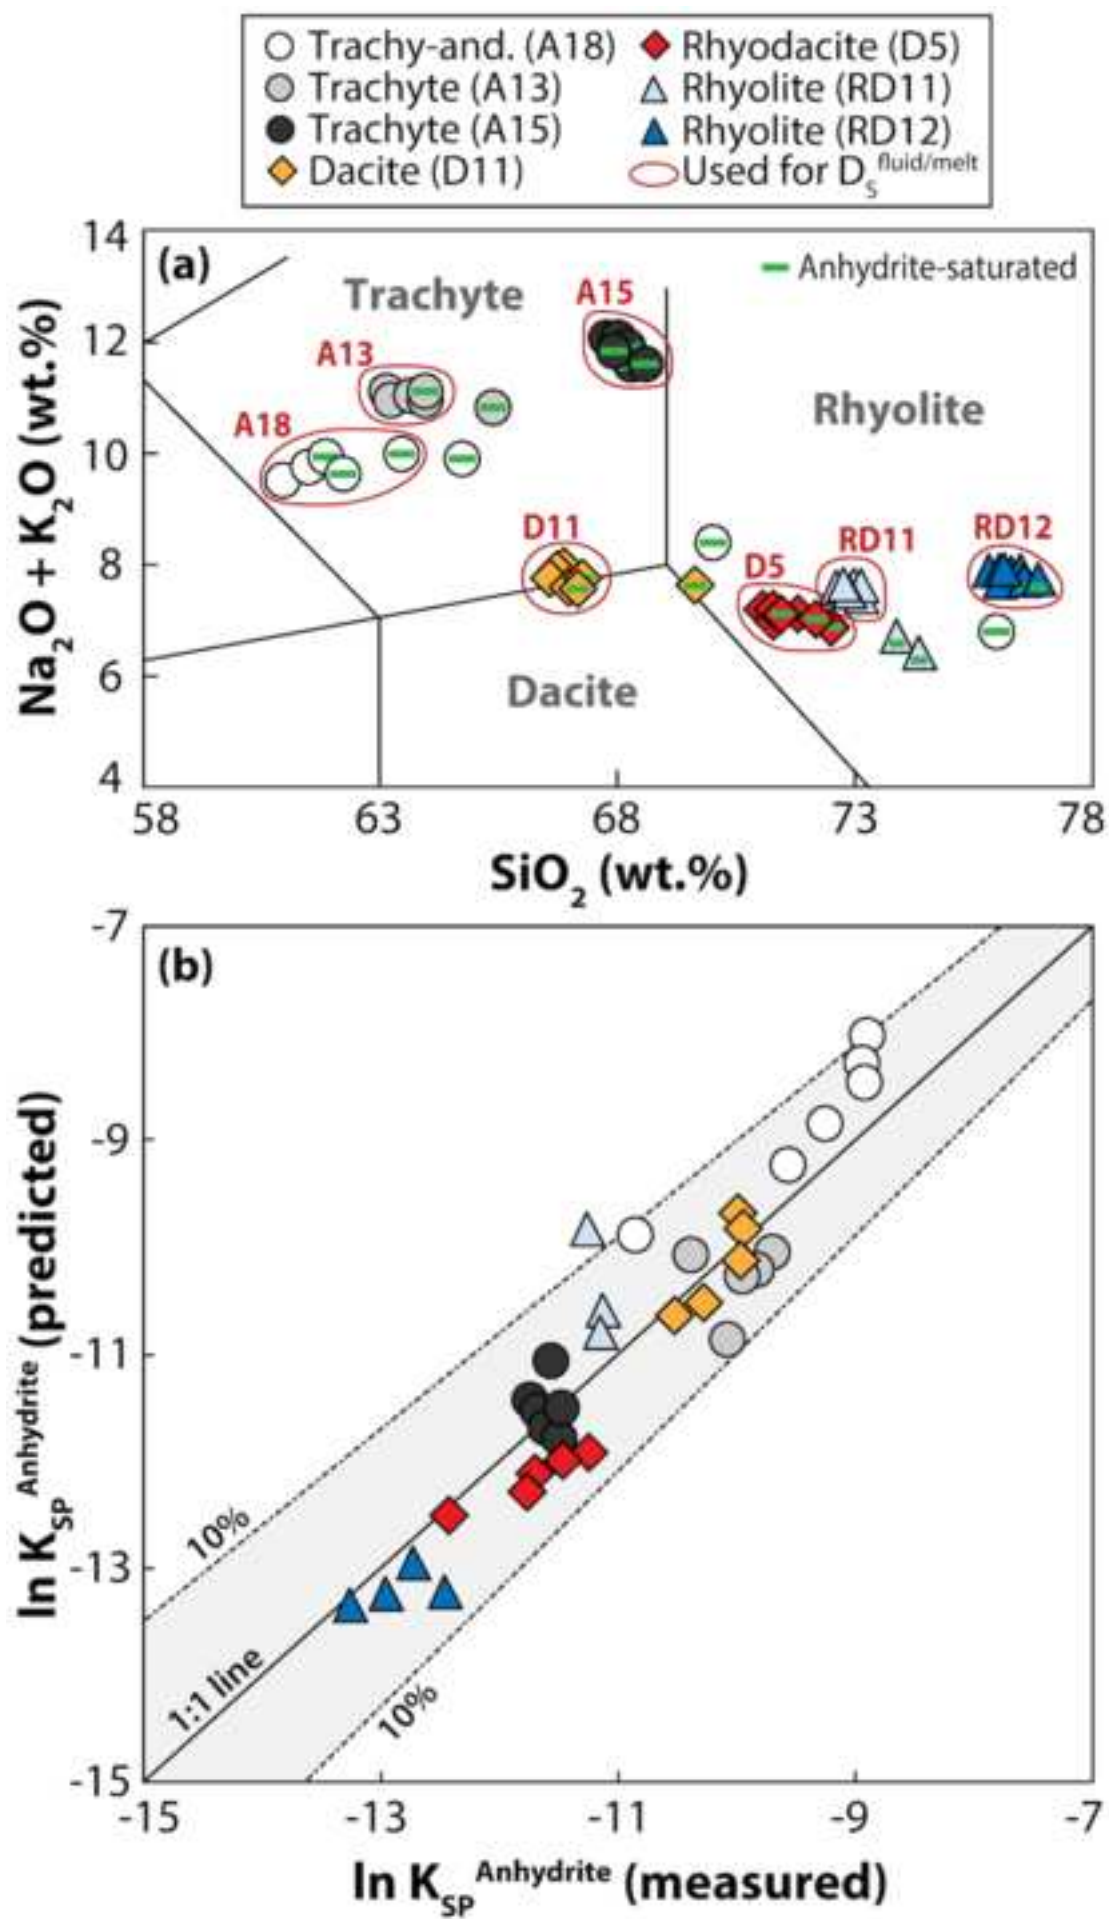 Trachy-and. (A18) Rhyodacite (D5)
Trachyte (A13) Rhyolite (RD11)
Trachyte (A15) Rhyolite (RD12)
Dacite (D11) Used for D_S^fluid/melt
(a)
Anhydrite-saturated
Trachyte
Rhyolite
Dacite
A15
A13
A18
D11
D5
RD11
RD12
Na₂O + K₂O (wt.%)
14
12
10
8
6
4
58 63 68 73 78
SiO₂ (wt.%)
(b)
ln K_SP^Anhydrite (predicted)
-7
-9
-11
-13
-15
10%
1:1 line
10%
-15 -13 -11 -9 -7
ln K_SP^Anhydrite (measured)